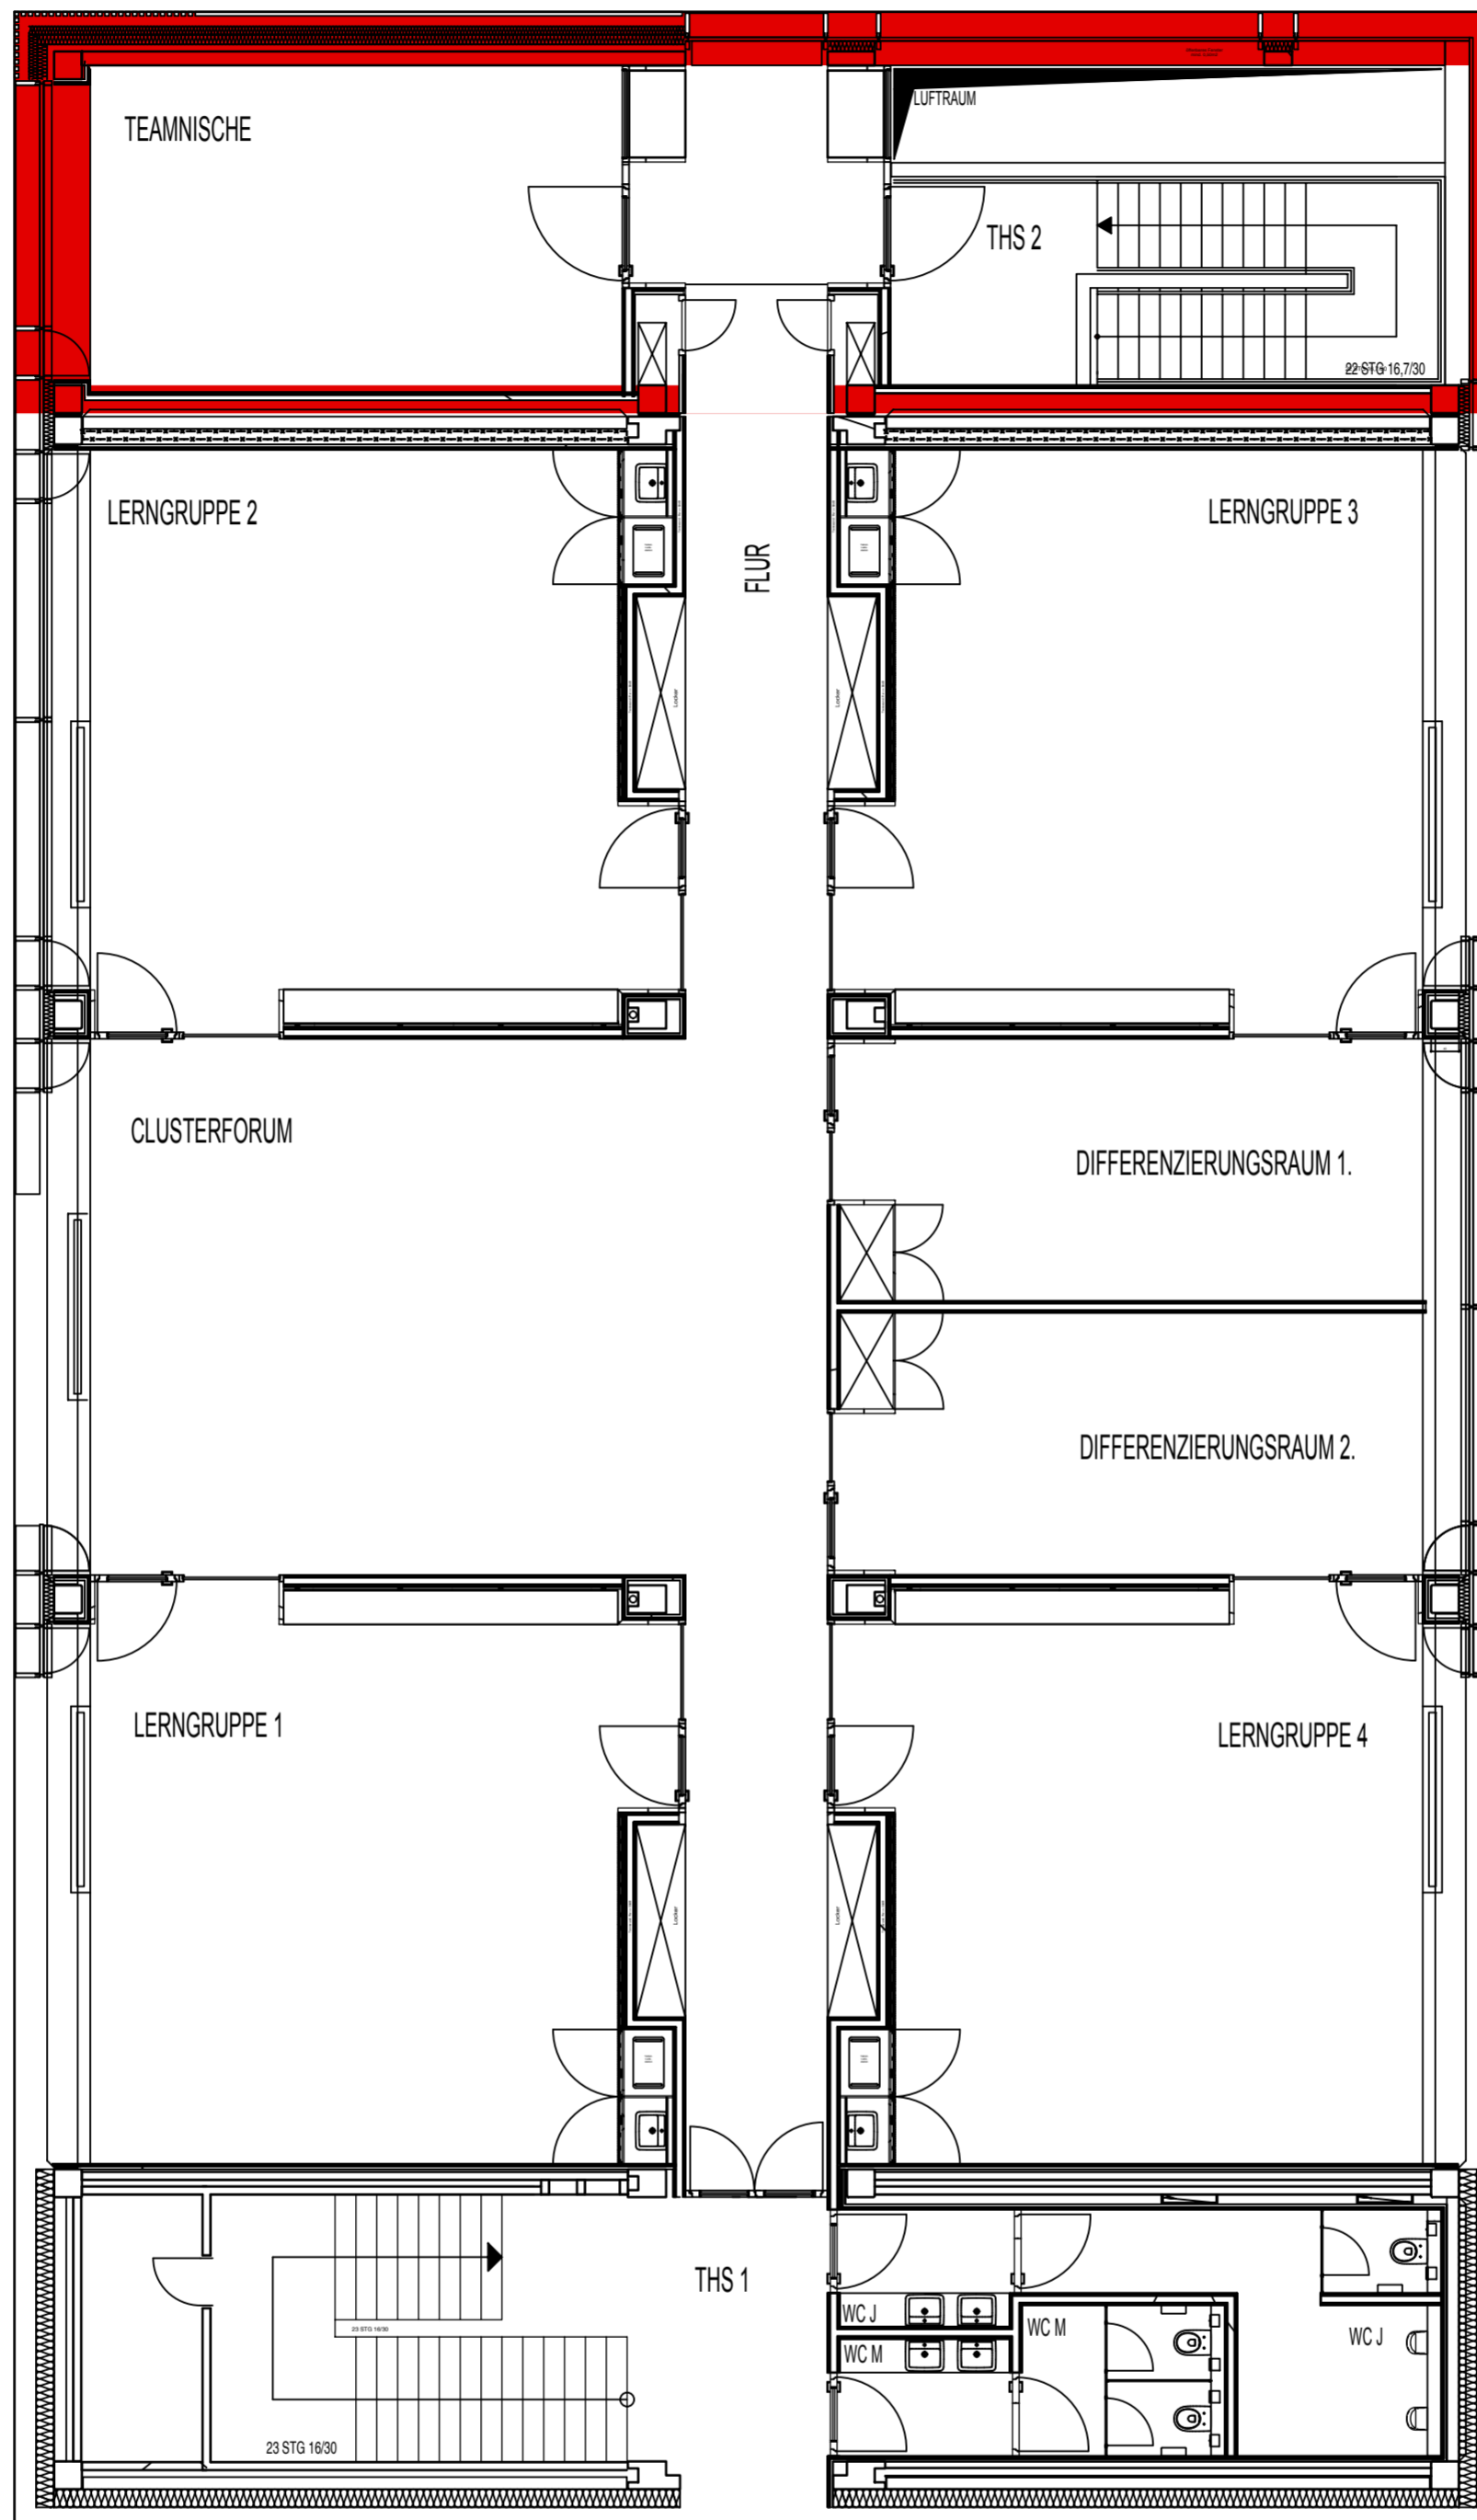 LUFTRAUM
TEAMNISCHE
THS 2
22 STG 16,7/30
LERNGRUPPE 2
LERNGRUPPE 3
FLUR
Locker
Locker
CLUSTERFORUM
DIFFERENZIERUNGSRAUM 1.
DIFFERENZIERUNGSRAUM 2.
LERNGRUPPE 1
LERNGRUPPE 4
Locker
Locker
THS 1
WC J
23 STG 16/30
WC M
WC M
WC J
23 STG 16/30